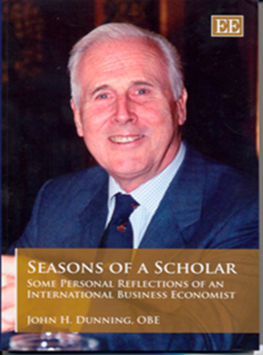 EE
SEASONS OF A SCHOLAR
SOME PERSONAL REFLECTIONS OF AN
INTERNATIONAL BUSINESS ECONOMIST
JOHN H. DUNNING, OBE